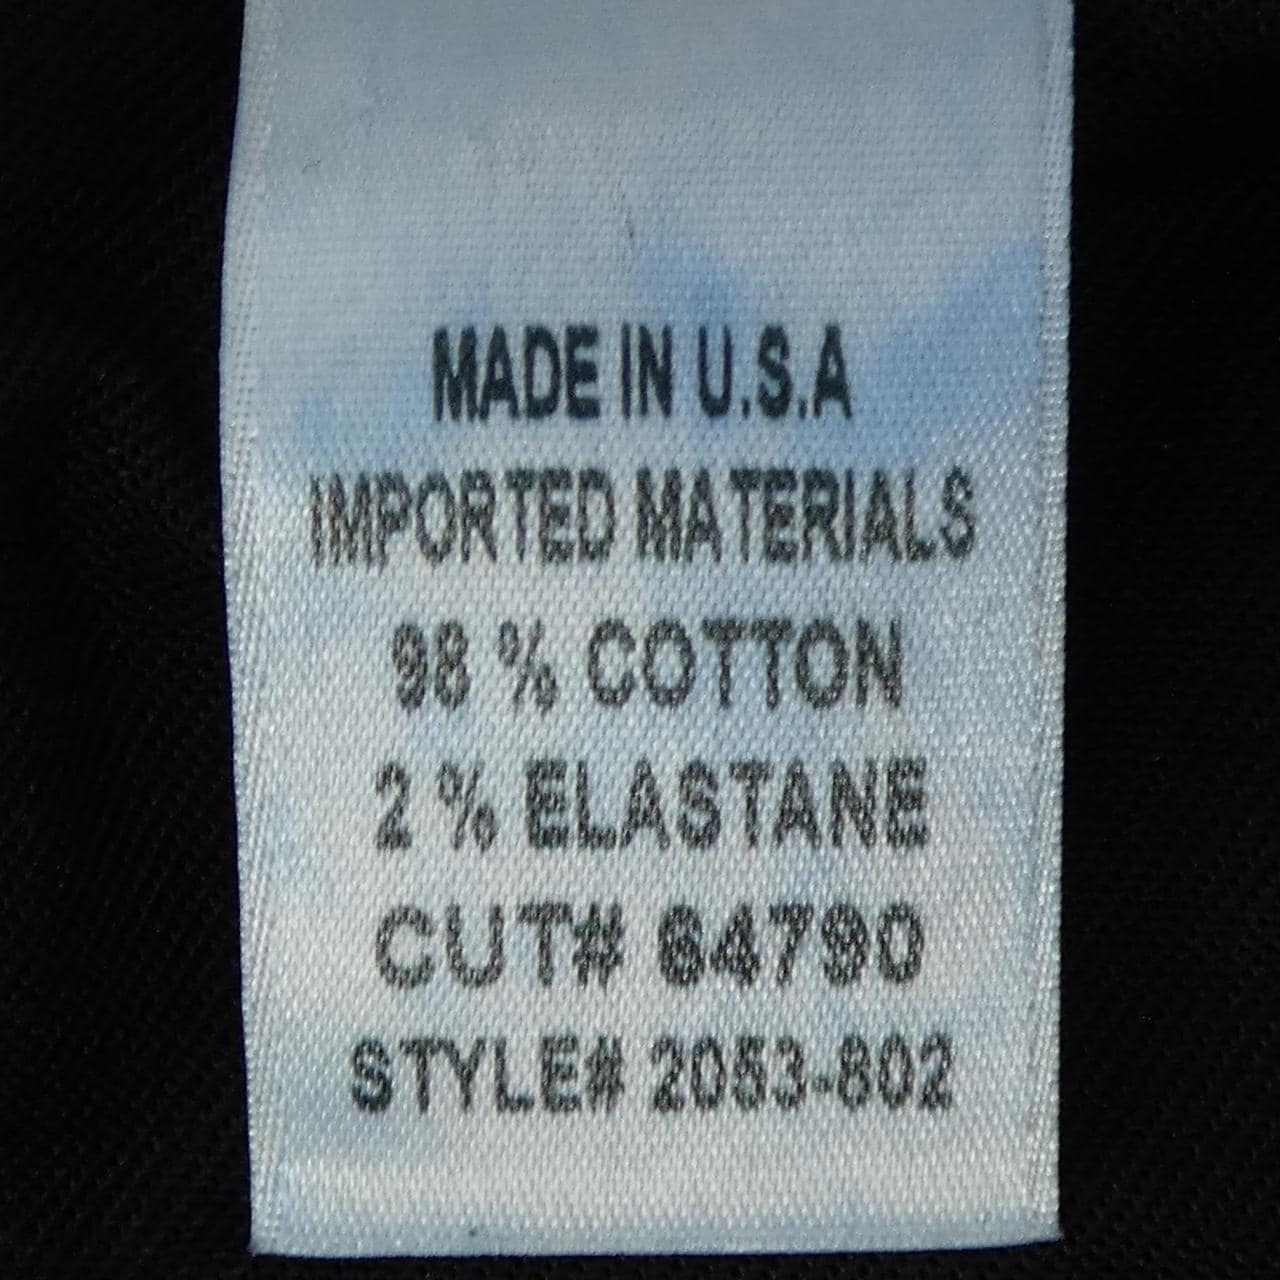 MADE IN U.S.A
IMPORTED MATERIALS
98 % COTTON
2 % ELASTANE
CUT# 64790
STYLE# 2053-802